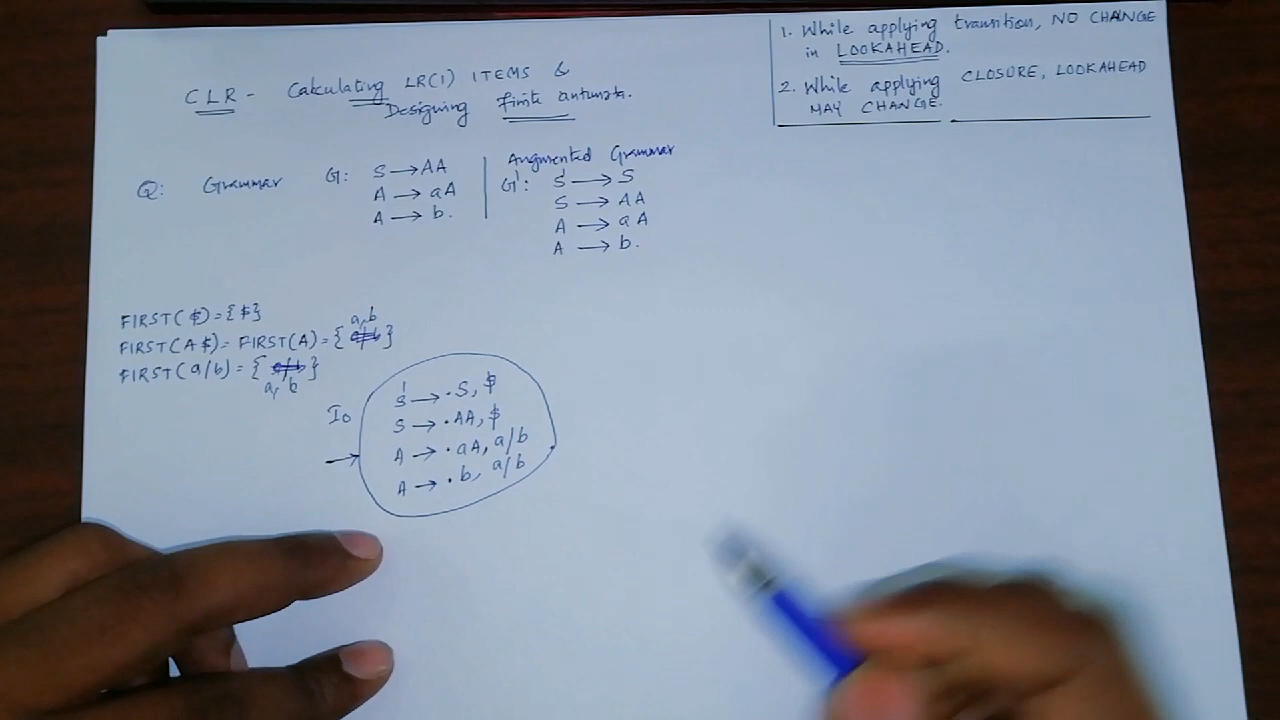 CLR - Calculating LR(1) ITEMS &
Designing finite automata.
1. While applying transition, NO CHANGE
in LOOKAHEAD.
2. While applying CLOSURE, LOOKAHEAD
MAY CHANGE.
Q: Grammar G: S → AA
A → aA
A → b.
Augmented Grammar
G': S' → S
S → AA
A → aA
A → b.
FIRST($) = {$}
FIRST(A$) = FIRST(A) = {a,b}
FIRST(a/b) = {a, b}
I0
S' → ·S, $
S → ·AA, $
A → ·aA, a/b
A → ·b, a/b